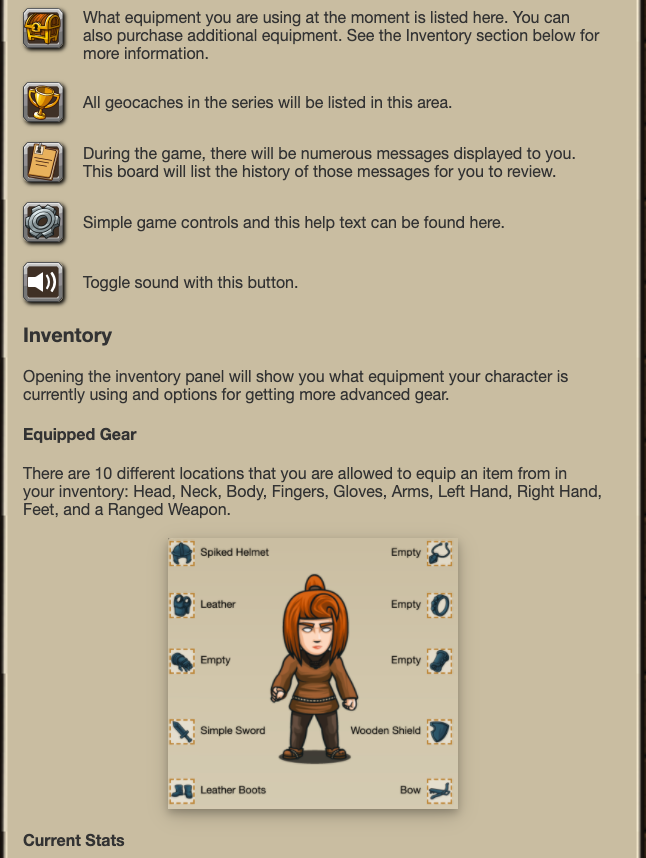 What equipment you are using at the moment is listed here. You can
also purchase additional equipment. See the Inventory section below for
more information.
All geocaches in the series will be listed in this area.
During the game, there will be numerous messages displayed to you.
This board will list the history of those messages for you to review.
Simple game controls and this help text can be found here.
Toggle sound with this button.
Inventory
Opening the inventory panel will show you what equipment your character is
currently using and options for getting more advanced gear.
Equipped Gear
There are 10 different locations that you are allowed to equip an item from in
your inventory: Head, Neck, Body, Fingers, Gloves, Arms, Left Hand, Right Hand,
Feet, and a Ranged Weapon.
Spiked Helmet
Empty
Leather
Empty
Empty
Empty
Simple Sword
Wooden Shield
Leather Boots
Bow
Current Stats